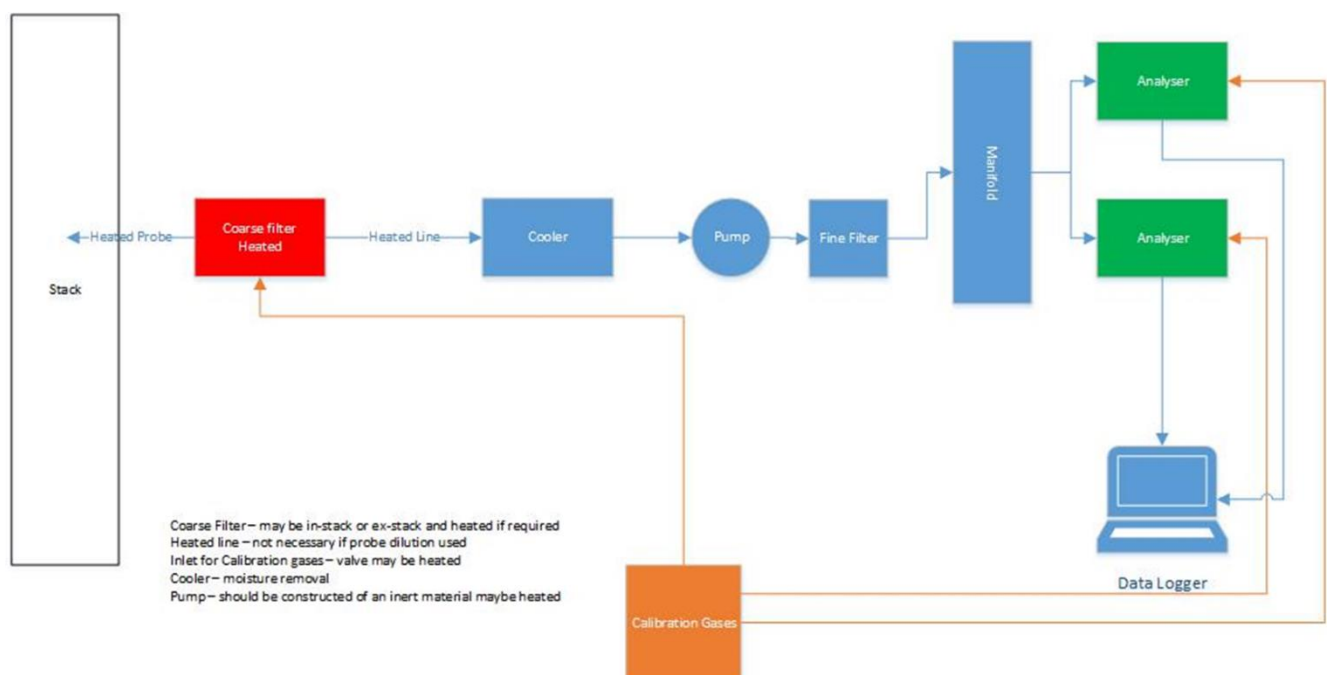 Stack
Heated Probe
Coarse filter
Heated
Heated Line
Cooler
Pump
Fine Filter
Manifold
Analyser
Analyser
Data Logger
Calibration Gases
Coarse Filter – may be in-stack or ex-stack and heated if required
Heated line – not necessary if probe dilution used
Inlet for Calibration gases – valve may be heated
Cooler – moisture removal
Pump – should be constructed of an inert material maybe heated